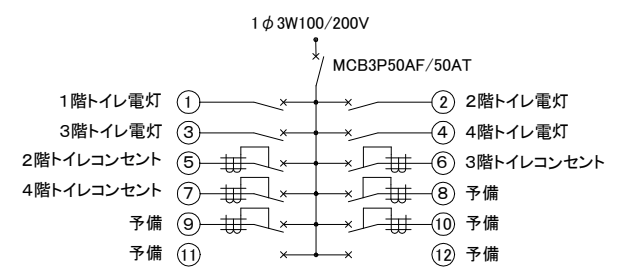 1φ3W100/200V
MCB3P50AF/50AT
1階トイレ電灯 ① ② 2階トイレ電灯
3階トイレ電灯 ③ ④ 4階トイレ電灯
2階トイレコンセント ⑤ ⑥ 3階トイレコンセント
4階トイレコンセント ⑦ ⑧ 予備
予備 ⑨ ⑩ 予備
予備 ⑪ ⑫ 予備